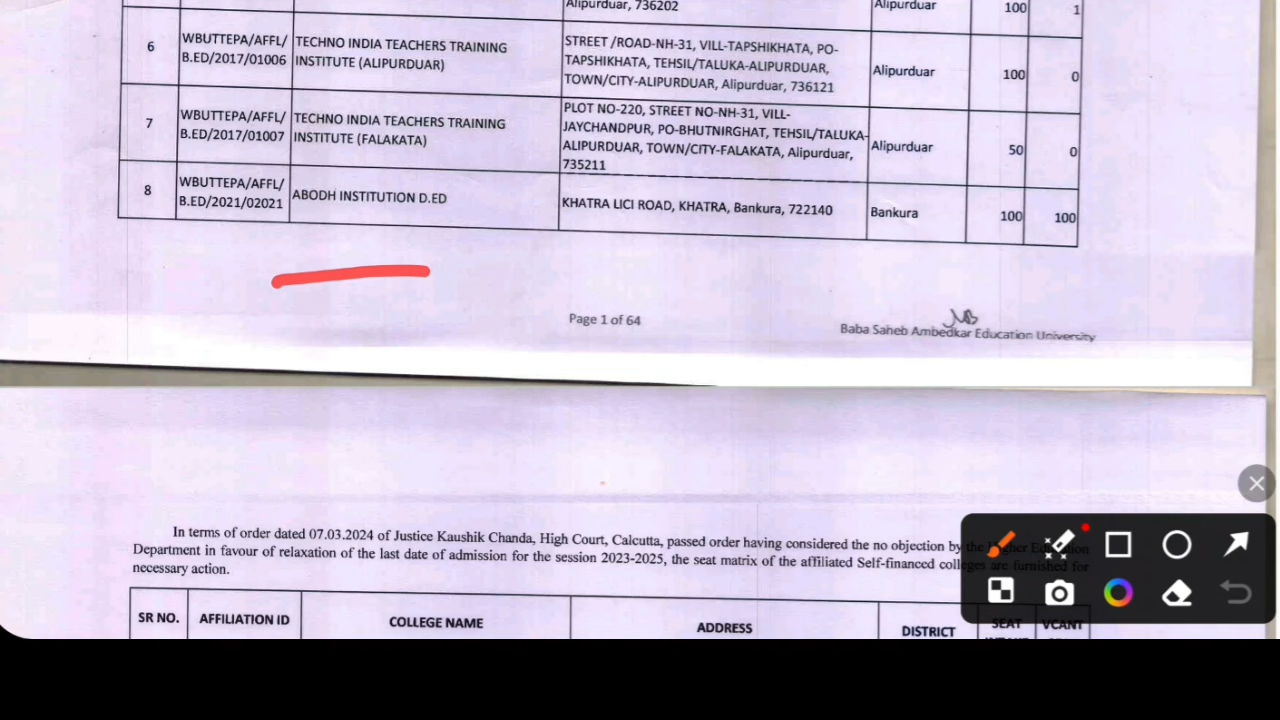 Alipurduar, 736202
Alipurduar
100
1
6
WBUTTEPA/AFFL/
B.ED/2017/01006
TECHNO INDIA TEACHERS TRAINING
INSTITUTE (ALIPURDUAR)
STREET /ROAD-NH-31, VILL-TAPSHIKHATA, PO-
TAPSHIKHATA, TEHSIL/TALUKA-ALIPURDUAR,
TOWN/CITY-ALIPURDUAR, Alipurduar, 736121
Alipurduar
100
0
7
WBUTTEPA/AFFL/
B.ED/2017/01007
TECHNO INDIA TEACHERS TRAINING
INSTITUTE (FALAKATA)
PLOT NO-220, STREET NO-NH-31, VILL-
JAYCHANDPUR, PO-BHUTNIRGHAT, TEHSIL/TALUKA-
ALIPURDUAR, TOWN/CITY-FALAKATA, Alipurduar,
735211
Alipurduar
50
0
8
WBUTTEPA/AFFL/
B.ED/2021/02021
ABODH INSTITUTION D.ED
KHATRA LICI ROAD, KHATRA, Bankura, 722140
Bankura
100
100
Page 1 of 64
Baba Saheb Ambedkar Education University
In terms of order dated 07.03.2024 of Justice Kaushik Chanda, High Court, Calcutta, passed order having considered the no objection by the Higher Education
Department in favour of relaxation of the last date of admission for the session 2023-2025, the seat matrix of the affiliated Self-financed colleges are furnished for
necessary action.
SR NO.
AFFILIATION ID
COLLEGE NAME
ADDRESS
DISTRICT
SEAT
VCANT